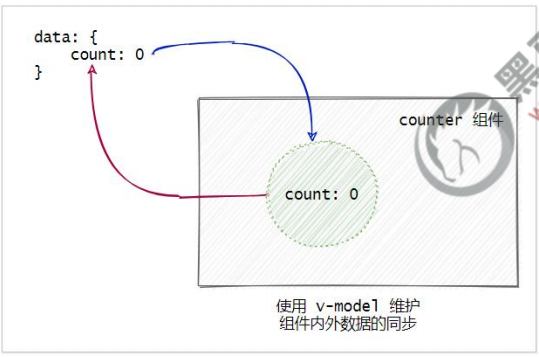 data: {
count: 0
}
counter 组件
count: 0
使用 v-model 维护
组件内外数据的同步